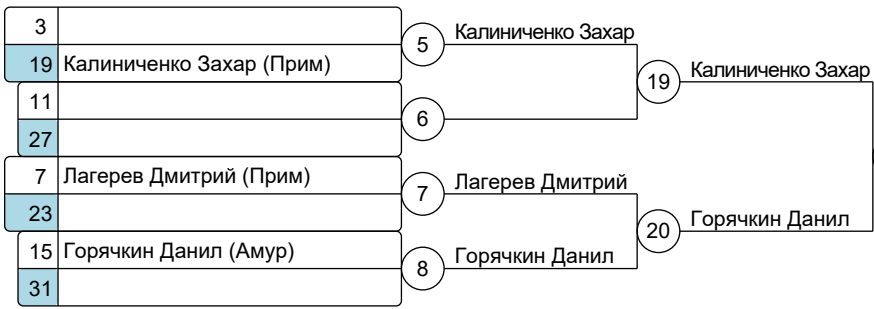 3
5
Калиниченко Захар
19 Калиниченко Захар (Прим)
19
Калиниченко Захар
11
6
27
7 Лагерев Дмитрий (Прим)
7
Лагерев Дмитрий
23
20
Горячкин Данил
15 Горячкин Данил (Амур)
8
Горячкин Данил
31